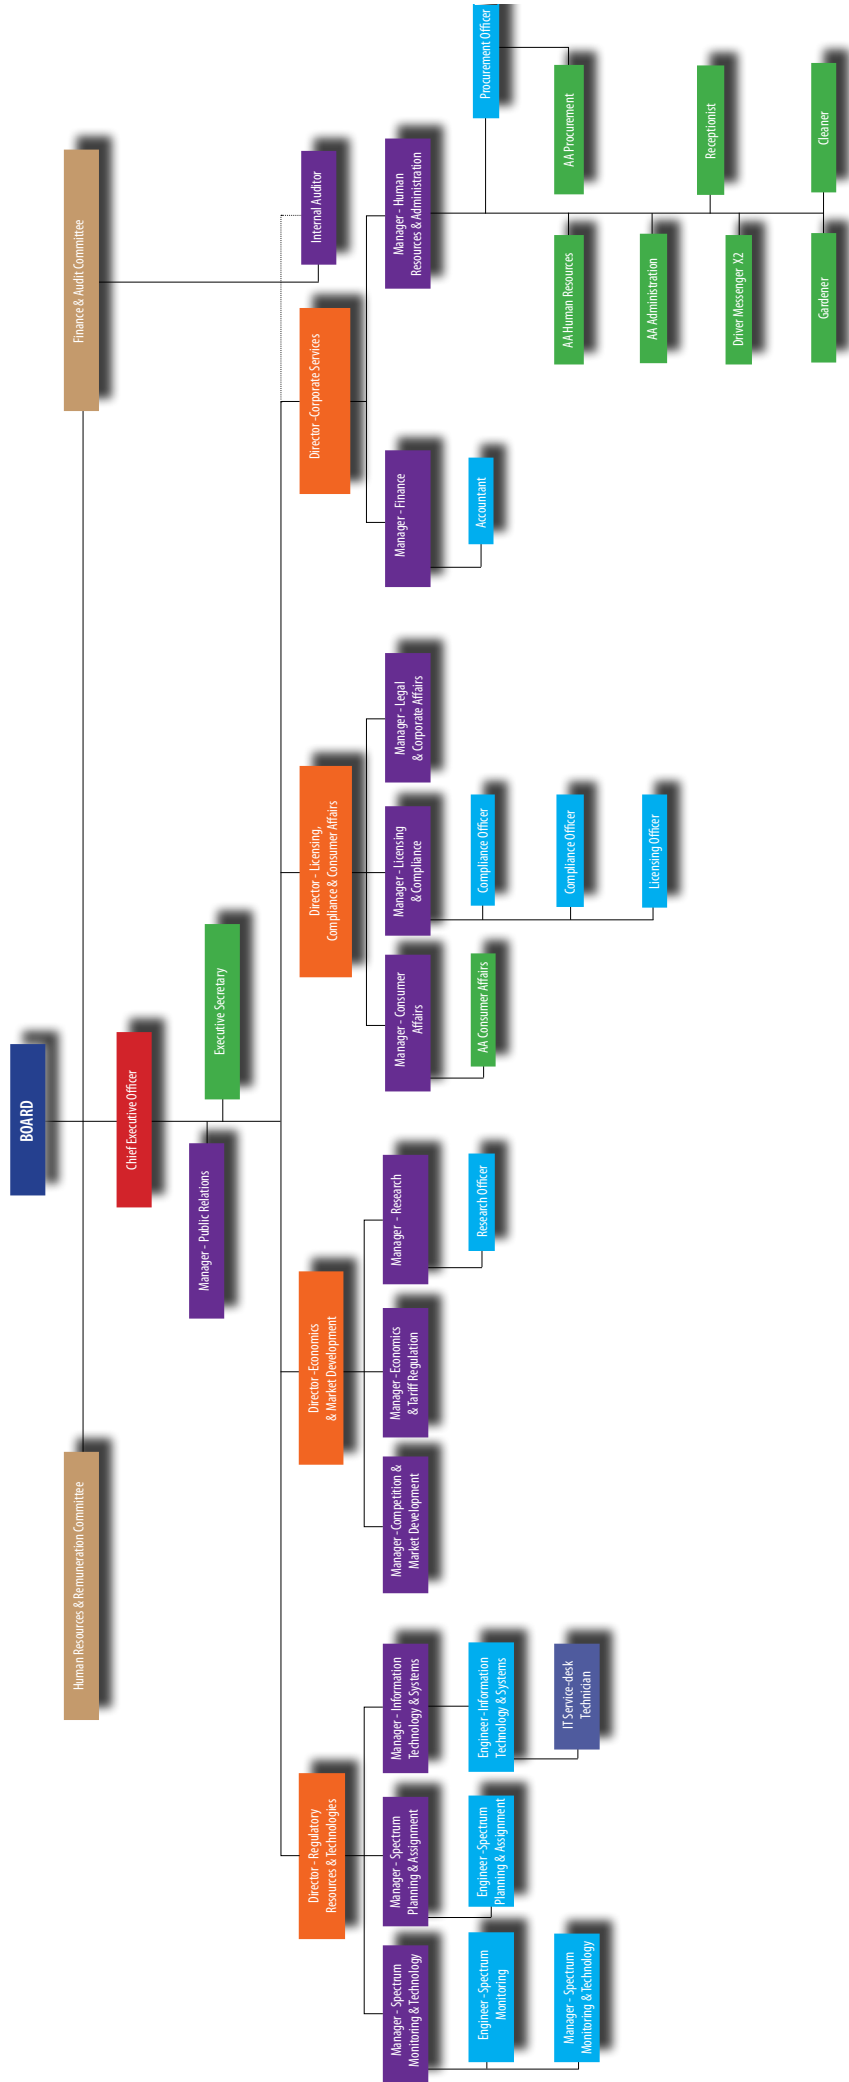 BOARD
Human Resources & Remuneration Committee
Finance & Audit Committee
Chief Executive Officer
Manager - Public Relations
Executive Secretary
Internal Auditor
Director - Regulatory
Resources & Technologies
Director -Economics
& Market Development
Director - Licensing,
Compliance & Consumer Affairs
Director -Corporate Services
Manager - Spectrum
Monitoring & Technology
Manager - Spectrum
Planning & Assignment
Manager - Information
Technology & Systems
Manager -Competition &
Market Development
Manager -Economics
& Tariff Regulation
Manager - Research
Manager - Consumer
Affairs
Manager - Licensing
& Compliance
Manager - Legal
& Corporate Affairs
Manager - Finance
Manager - Human
Resources & Administration
Engineer -Spectrum
Monitoring
Engineer -Spectrum
Planning & Assignment
Engineer -Information
Technology & Systems
Research Officer
AA Consumer Affairs
Compliance Officer
Accountant
Procurement Officer
Manager - Spectrum
Monitoring & Technology
IT Service-desk
Technician
Compliance Officer
Licensing Officer
AA Human Resources
AA Procurement
AA Administration
Receptionist
Driver Messenger X2
Gardener
Cleaner